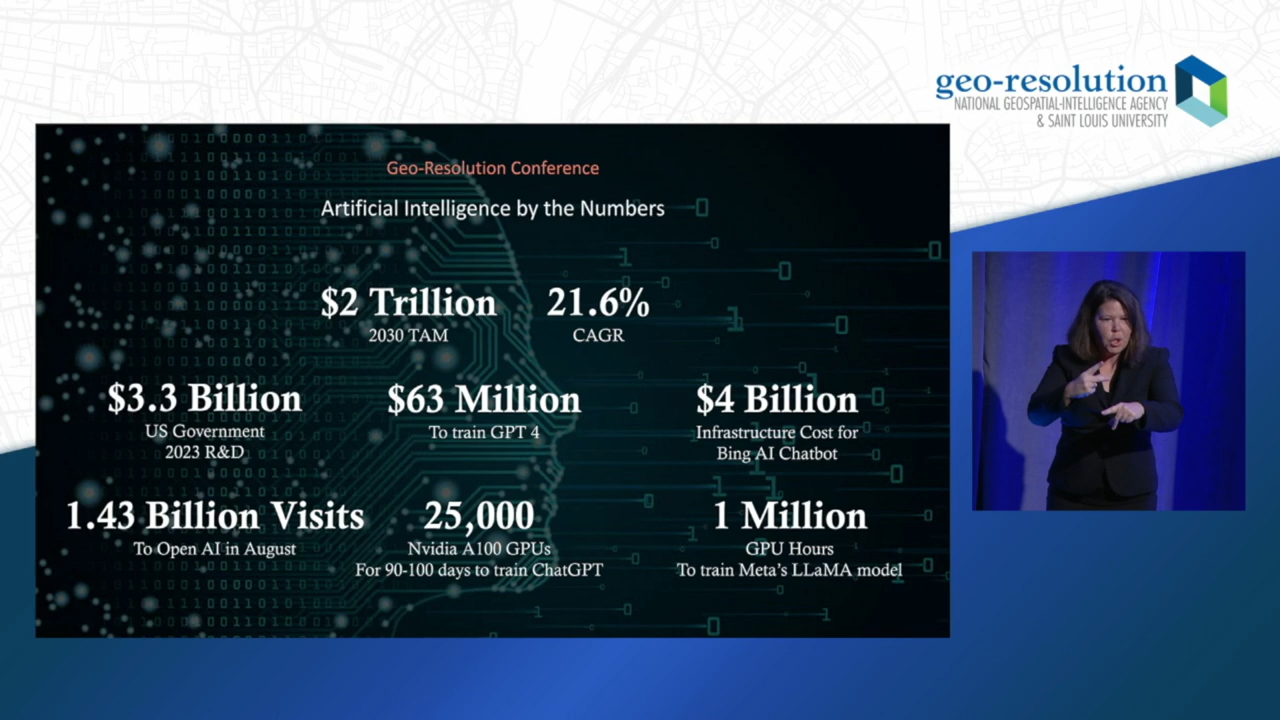 geo-resolution
NATIONAL GEOSPATIAL-INTELLIGENCE AGENCY
& SAINT LOUIS UNIVERSITY
Geo-Resolution Conference
Artificial Intelligence by the Numbers
$2 Trillion
2030 TAM
21.6%
CAGR
$3.3 Billion
US Government
2023 R&D
$63 Million
To train GPT 4
$4 Billion
Infrastructure Cost for
Bing AI Chatbot
1.43 Billion Visits
To Open AI in August
25,000
Nvidia A100 GPUs
For 90-100 days to train ChatGPT
1 Million
GPU Hours
To train Meta's LLaMA model